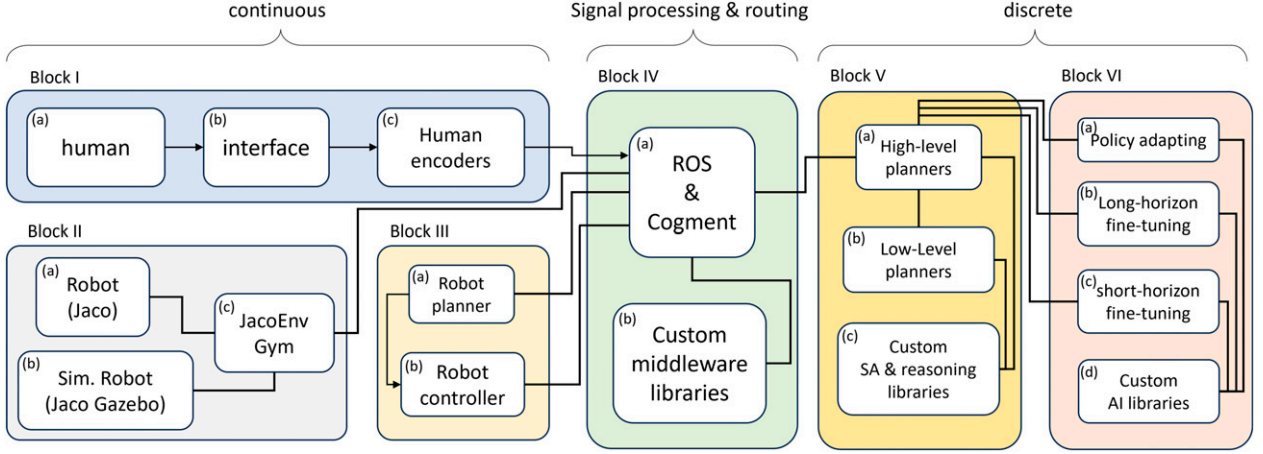 continuous
Signal processing & routing
discrete
Block I
(a)
human
(b)
interface
(c)
Human
encoders
Block II
(a)
Robot
(Jaco)
(b)
Sim. Robot
(Jaco Gazebo)
(c)
JacoEnv
Gym
Block III
(a)
Robot
planner
(b)
Robot
controller
Block IV
(a)
ROS
&
Cogment
(b)
Custom
middleware
libraries
Block V
(a)
High-level
planners
(b)
Low-Level
planners
(c)
Custom
SA & reasoning
libraries
Block VI
(a)
Policy adapting
(b)
Long-horizon
fine-tuning
(c)
short-horizon
fine-tuning
(d)
Custom
AI libraries